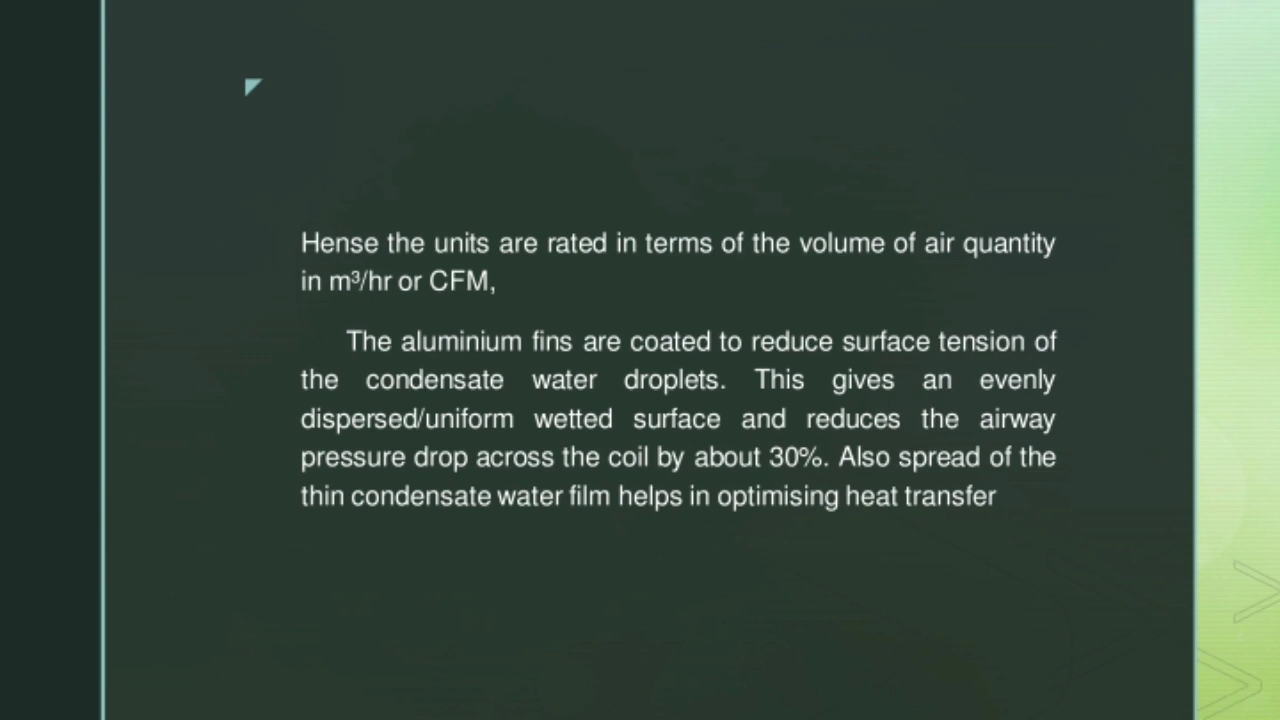 Hense the units are rated in terms of the volume of air quantity
in m³/hr or CFM,
The aluminium fins are coated to reduce surface tension of
the condensate water droplets. This gives an evenly
dispersed/uniform wetted surface and reduces the airway
pressure drop across the coil by about 30%. Also spread of the
thin condensate water film helps in optimising heat transfer